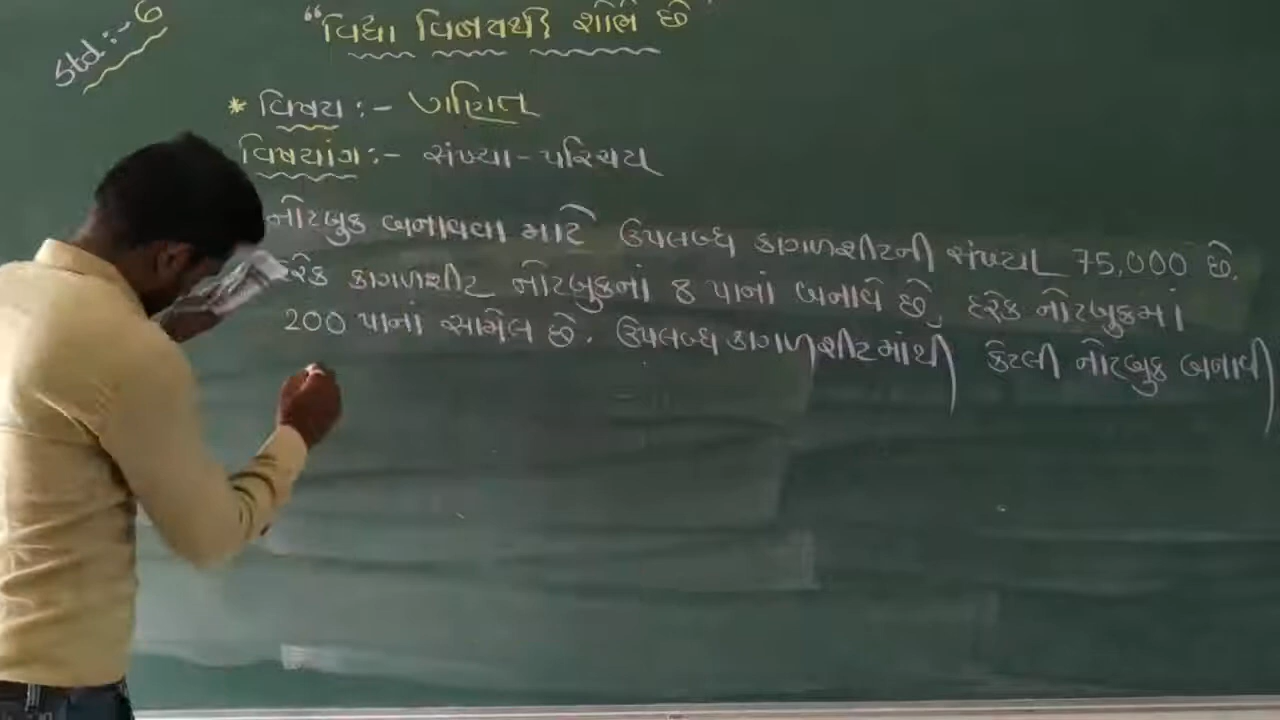 Std:- 6
"વિદ્યા વિનયથી શોભે છે"
* વિષય :- ગણિત
વિષયાંગ :- સંખ્યા - પરિચય
નોટબુક બનાવવા માટે ઉપલબ્ધ કાગળશીટની સંખ્યા 75,000 છે.
દરેક કાગળશીટ નોટબુકનાં 8 પાનાં બનાવે છે, દરેક નોટબુકમાં
200 પાનાં સામેલ છે. ઉપલબ્ધ કાગળશીટમાંથી કેટલી નોટબુક બનાવી